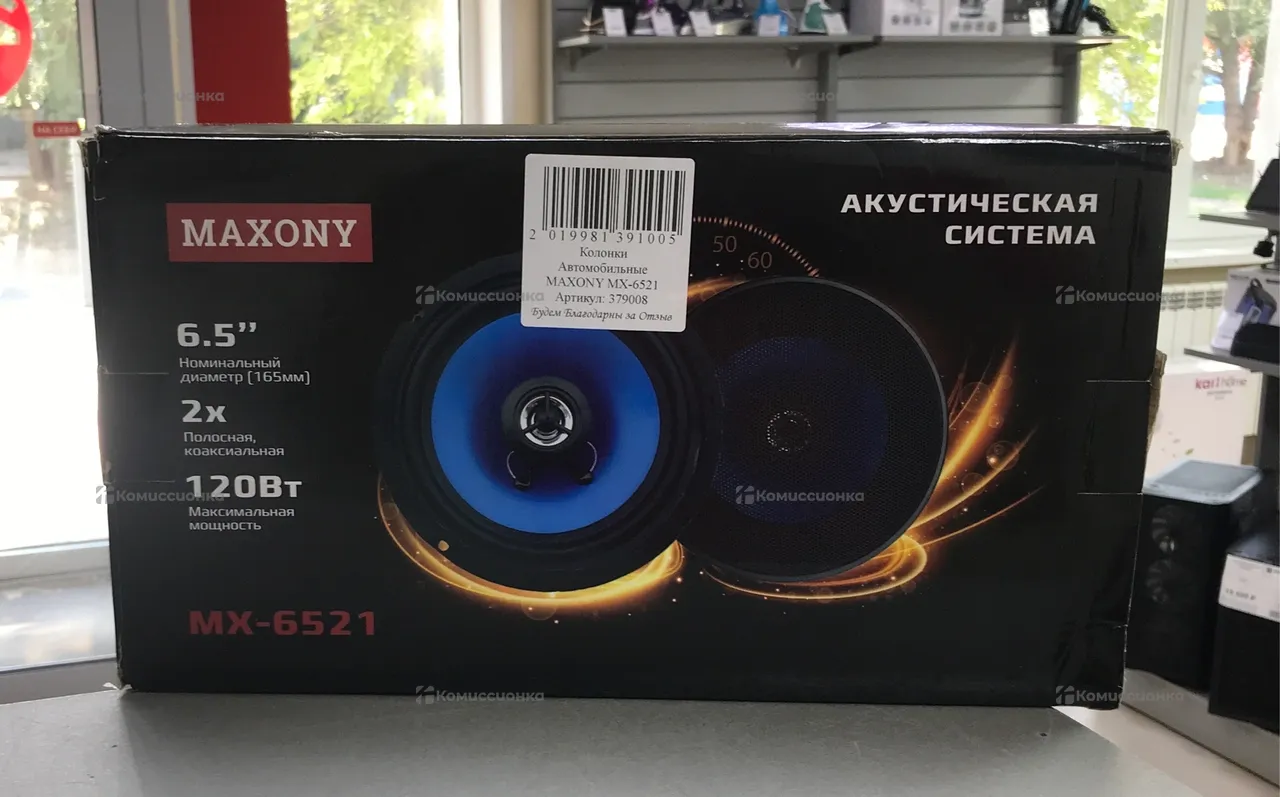 НА СЕБЯ
MAXONY
АКУСТИЧЕСКАЯ
СИСТЕМА
2 019981 391005
Колонки
Автомобильные
MAXONY MX-6521
Артикул: 379008
Будем Благодарны за Отзыв
50
60
6.5’’
Номинальный
диаметр (165мм)
2x
Полосная,
коаксиальная
120Вт
Максимальная
мощность
MX-6521
Комиссионка
Комиссионка
Комиссионка
Комиссионка
Комиссионка
Комиссионка